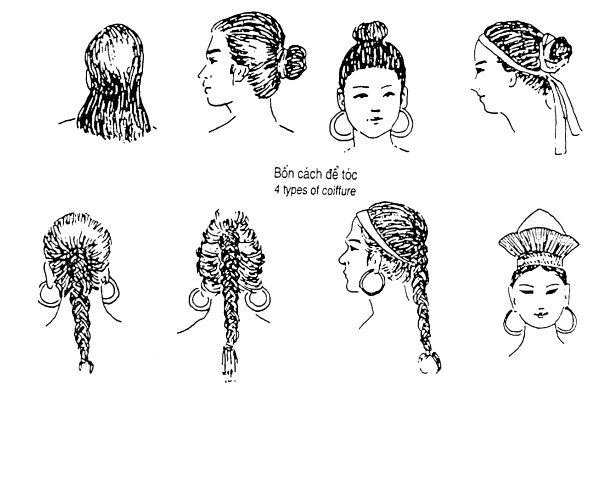 Bốn cách để tóc
4 types of coiffure